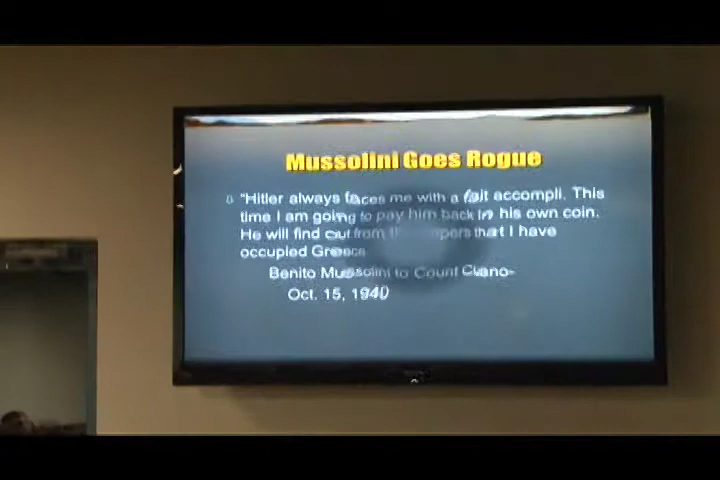 Mussolini Goes Rogue
"Hitler always faces me with a fait accompli. This
time I am going to pay him back in his own coin.
He will find out from the papers that I have
occupied Greece
Benito Mussolini to Count Ciano-
Oct. 15, 1940